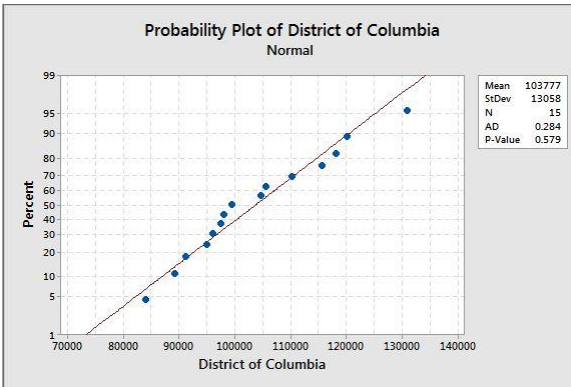 Probability Plot of District of Columbia
Normal
99
95
90
80
70
60
50
40
30
20
10
5
1
Percent
70000 80000 90000 100000 110000 120000 130000 140000
District of Columbia
Mean 103777
StDev 13058
N 15
AD 0.284
P-Value 0.579